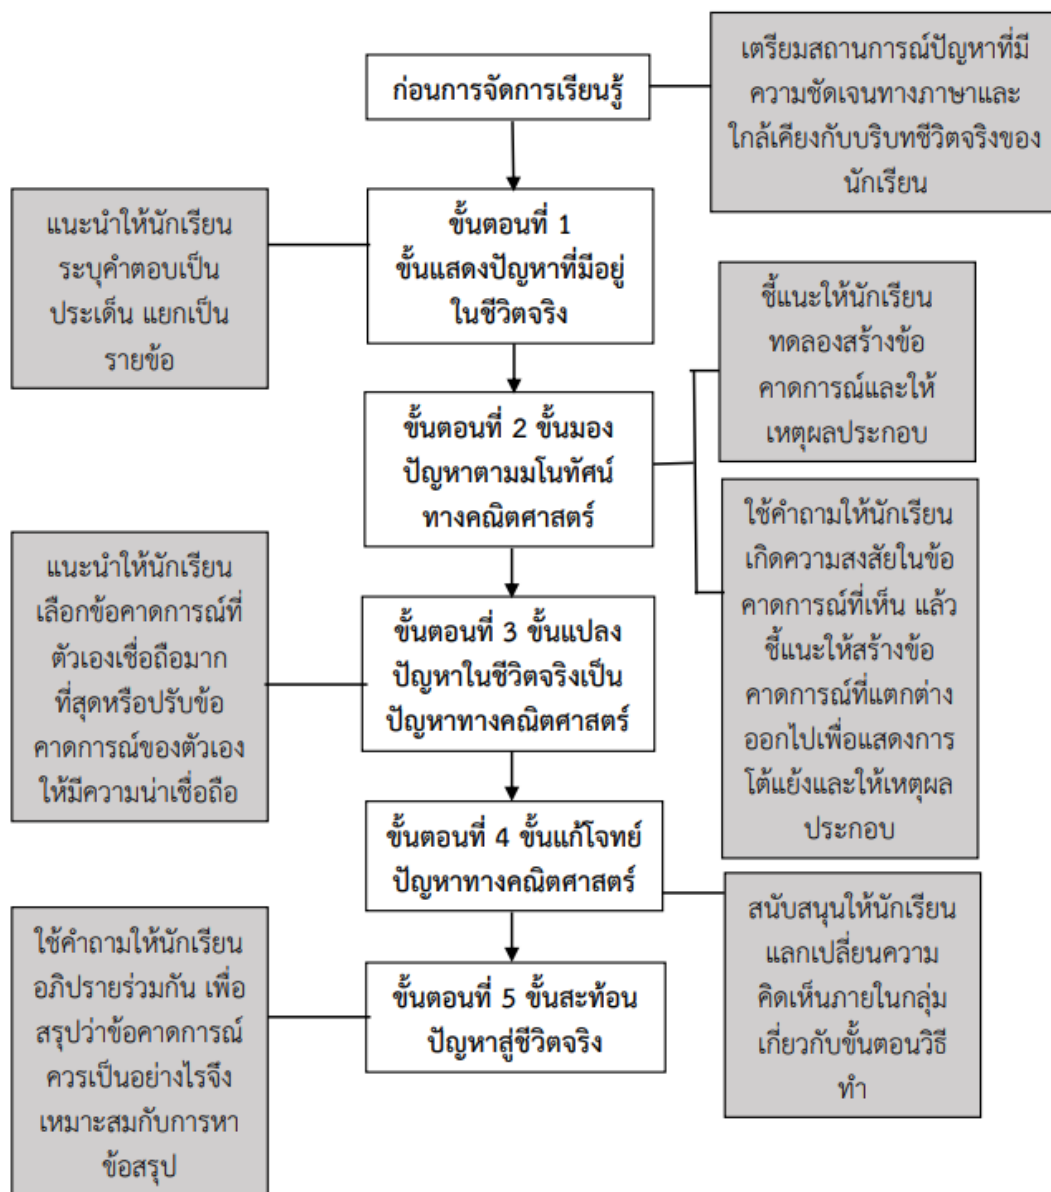 ก่อนการจัดการเรียนรู้
เตรียมสถานการณ์ปัญหาที่มี
ความชัดเจนทางภาษาและ
ใกล้เคียงกับบริบทชีวิตจริงของ
นักเรียน
ขั้นตอนที่ 1
ขั้นแสดงปัญหาที่มีอยู่
ในชีวิตจริง
แนะนำให้นักเรียน
ระบุคำตอบเป็น
ประเด็น แยกเป็น
รายข้อ
ขั้นตอนที่ 2 ขั้นมอง
ปัญหาตามมโนทัศน์
ทางคณิตศาสตร์
ชี้แนะให้นักเรียน
ทดลองสร้างข้อ
คาดการณ์และให้
เหตุผลประกอบ
ใช้คำถามให้นักเรียน
เกิดความสงสัยในข้อ
คาดการณ์ที่เห็น แล้ว
ชี้แนะให้สร้างข้อ
คาดการณ์ที่แตกต่าง
ออกไปเพื่อแสดงการ
โต้แย้งและให้เหตุผล
ประกอบ
ขั้นตอนที่ 3 ขั้นแปลง
ปัญหาในชีวิตจริงเป็น
ปัญหาทางคณิตศาสตร์
แนะนำให้นักเรียน
เลือกข้อคาดการณ์ที่
ตัวเองเชื่อถือมาก
ที่สุดหรือปรับข้อ
คาดการณ์ของตัวเอง
ให้มีความน่าเชื่อถือ
ขั้นตอนที่ 4 ขั้นแก้โจทย์
ปัญหาทางคณิตศาสตร์
สนับสนุนให้นักเรียน
แลกเปลี่ยนความ
คิดเห็นภายในกลุ่ม
เกี่ยวกับขั้นตอนวิธี
ทำ
ขั้นตอนที่ 5 ขั้นสะท้อน
ปัญหาสู่ชีวิตจริง
ใช้คำถามให้นักเรียน
อภิปรายร่วมกัน เพื่อ
สรุปว่าข้อคาดการณ์
ควรเป็นอย่างไรจึง
เหมาะสมกับการหา
ข้อสรุป